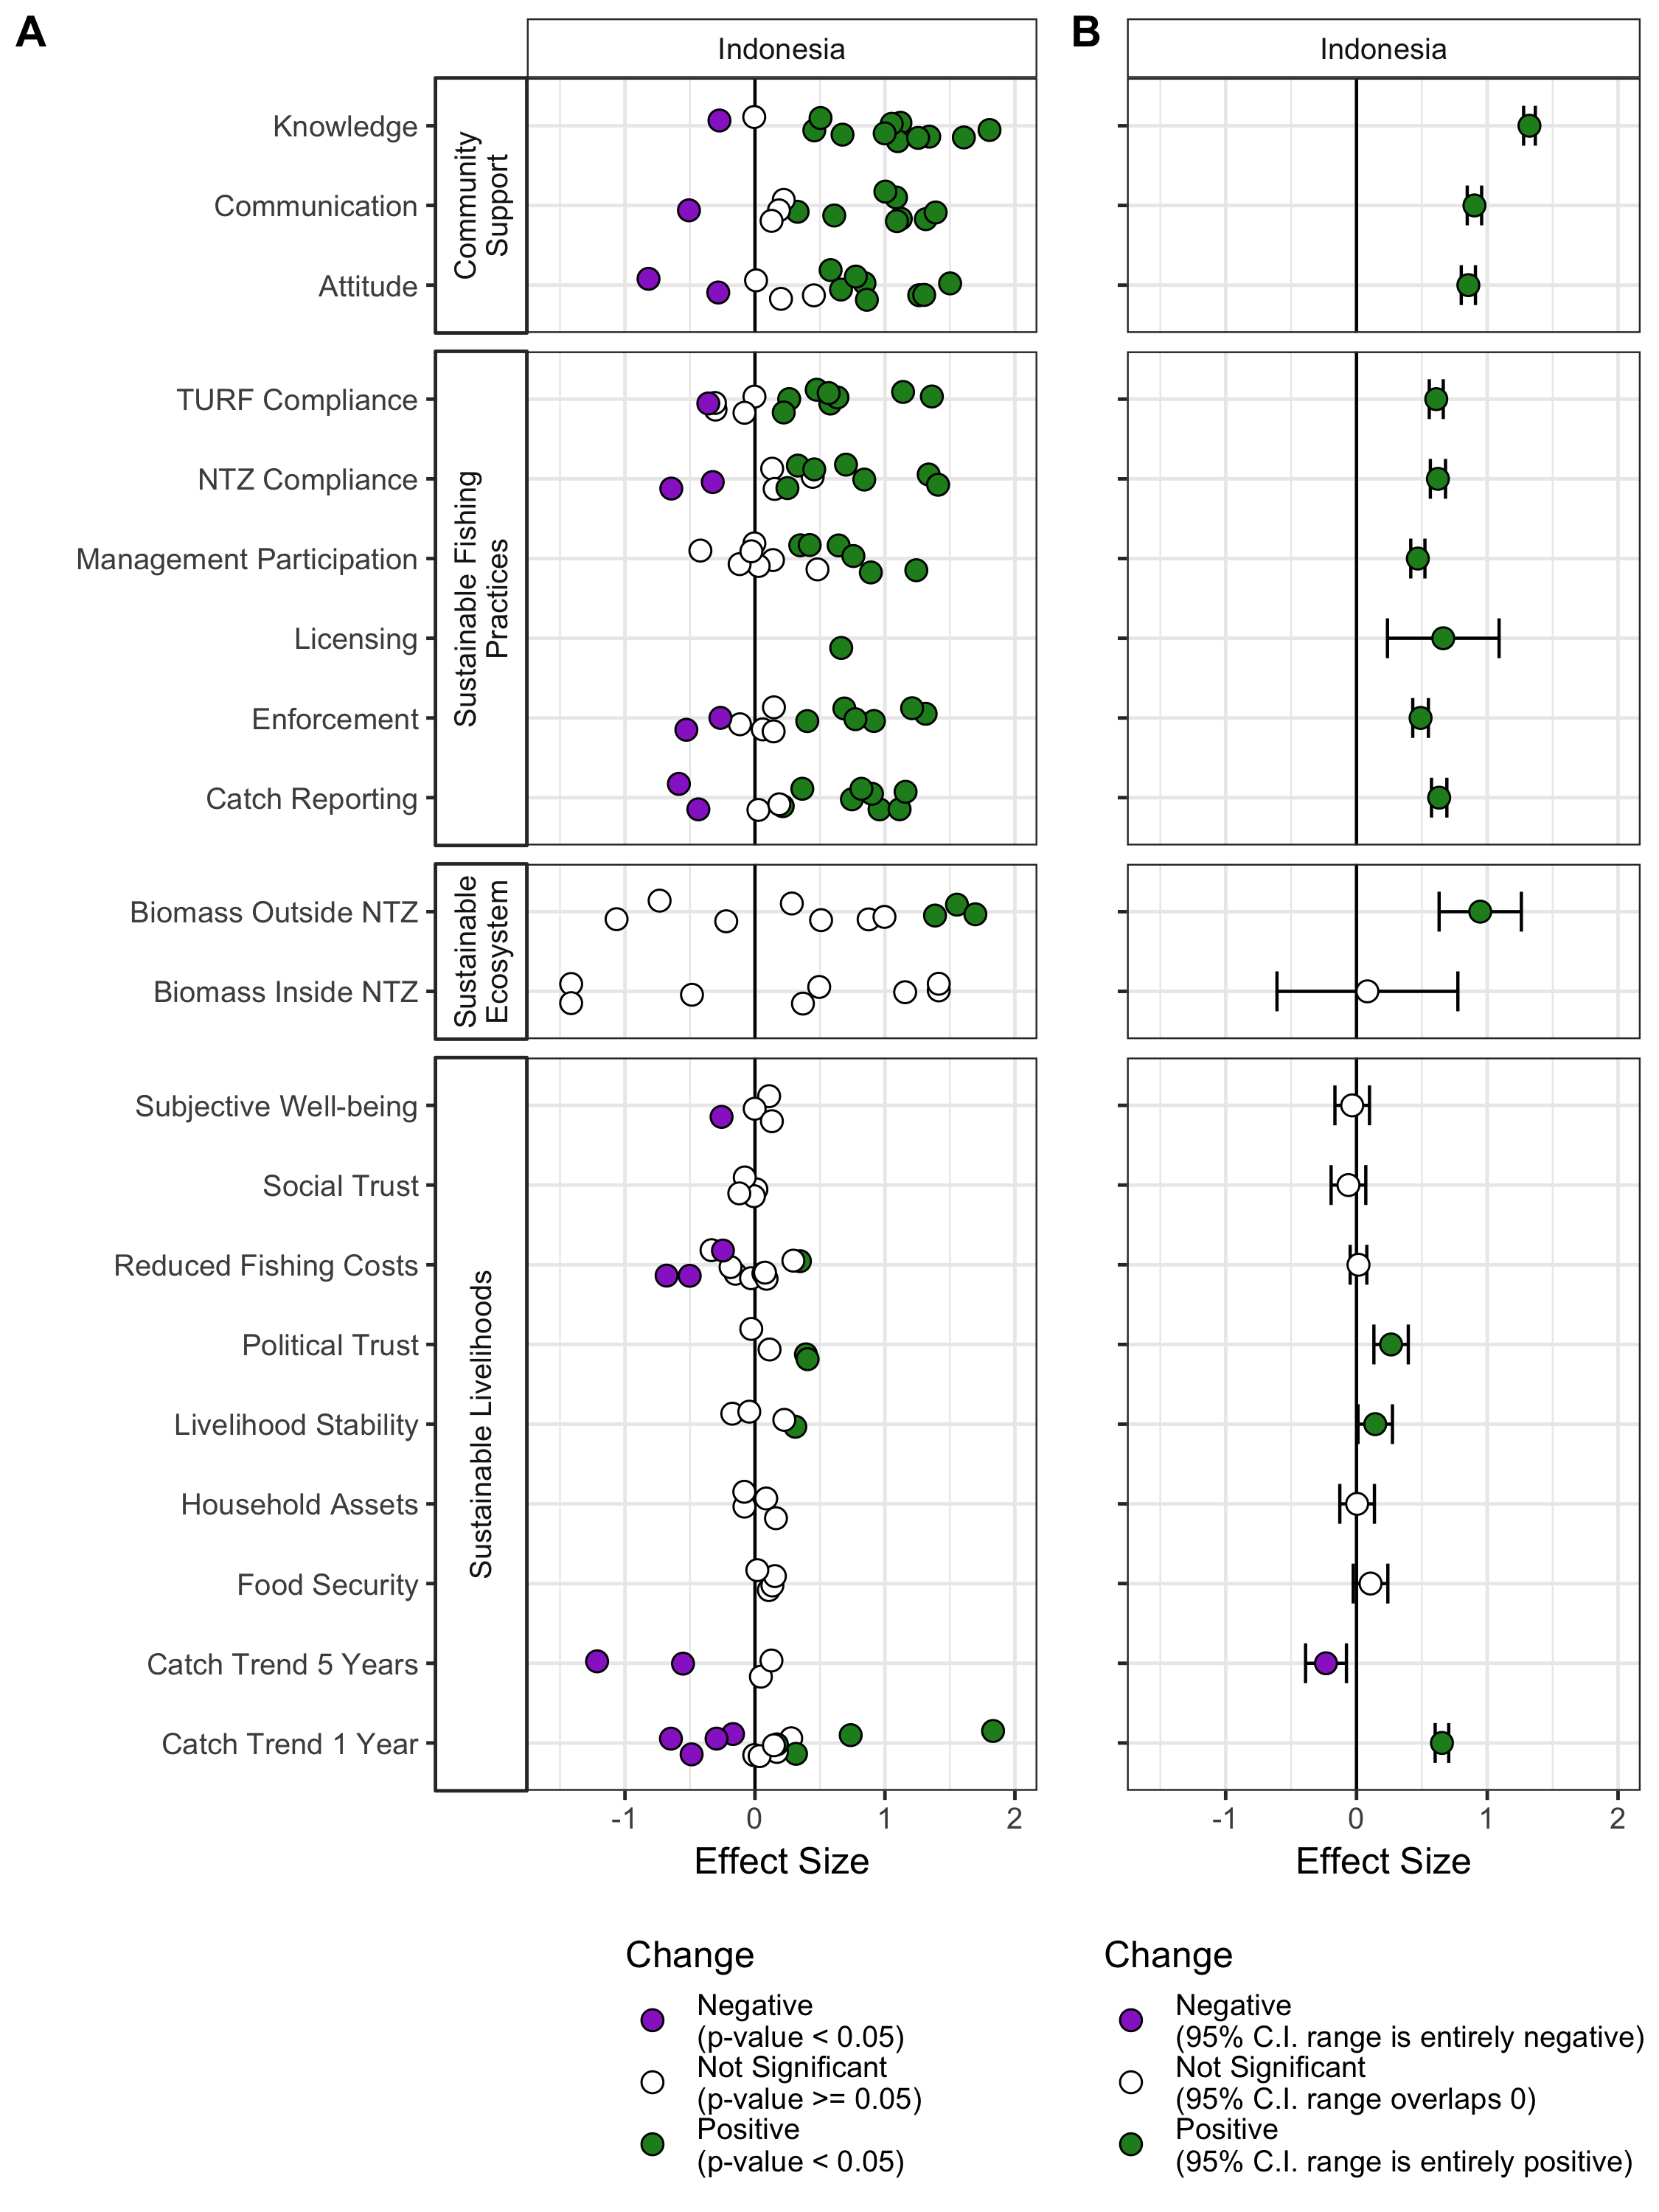 A
B
Indonesia
Indonesia
Community
Support
Knowledge
Communication
Attitude
Sustainable Fishing
Practices
TURF Compliance
NTZ Compliance
Management Participation
Licensing
Enforcement
Catch Reporting
Sustainable
Ecosystem
Biomass Outside NTZ
Biomass Inside NTZ
Sustainable Livelihoods
Subjective Well-being
Social Trust
Reduced Fishing Costs
Political Trust
Livelihood Stability
Household Assets
Food Security
Catch Trend 5 Years
Catch Trend 1 Year
-1 0 1 2
-1 0 1 2
Effect Size
Effect Size
Change
Negative
(p-value < 0.05)
Not Significant
(p-value >= 0.05)
Positive
(p-value < 0.05)
Change
Negative
(95% C.I. range is entirely negative)
Not Significant
(95% C.I. range overlaps 0)
Positive
(95% C.I. range is entirely positive)